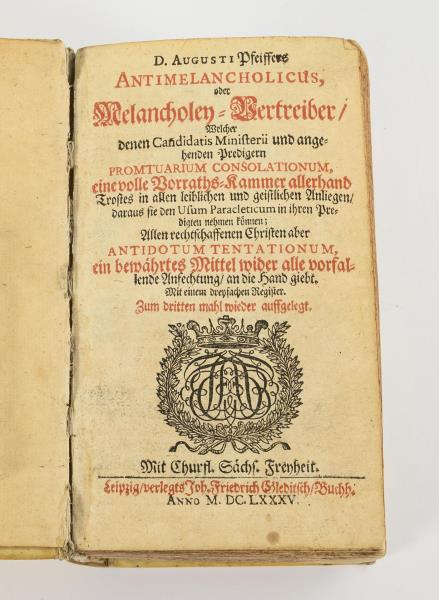 D. AUGUSTI Pfeiffers
ANTIMELANCHOLICUS,
oder
Melancholey-Vertreiber/
Welcher
denen Candidatis Ministerii und ange-
henden Predigern
PROMTUARIUM CONSOLATIONUM,
eine volle Vorraths-Kammer allerhand
Trostes in allen leiblichen und geistlichen Anliegen/
daraus sie den Usum Paracleticum in ihren Pre-
digten nehmen können:
Allen rechtschaffenen Christen aber
ANTIDOTUM TENTATIONUM,
ein bewährtes Mittel wider alle vorfal-
lende Anfechtung/ an die Hand giebt.
Mit einem dreyfachen Register.
Zum dritten mahl wieder auffgelegt.
Mit Churfl. Sächs. Freyheit.
Leipzig/verlegts Joh. Friedrich Gleditsch/Buchh.
ANNO M. DC. LXXXV.